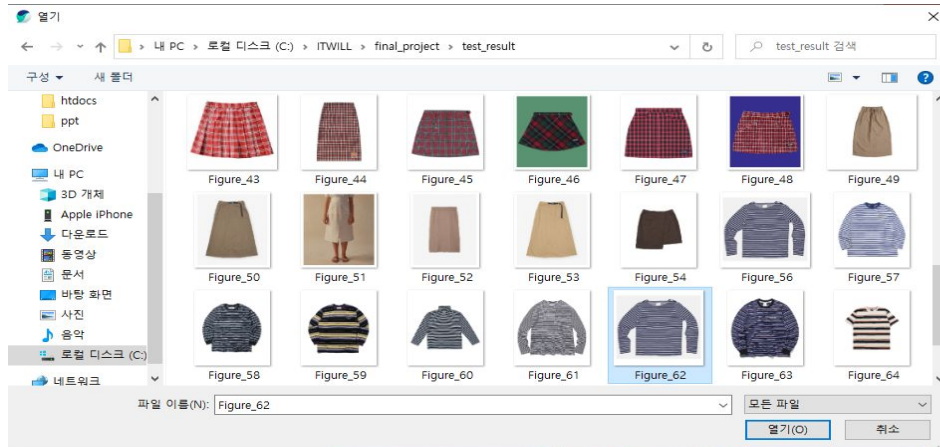 열기
내 PC > 로컬 디스크 (C:) > ITWILL > final_project > test_result
test_result 검색
구성
새 폴더
htdocs
ppt
OneDrive
내 PC
3D 개체
Apple iPhone
다운로드
동영상
문서
바탕 화면
사진
음악
로컬 디스크 (C:)
네트워크
Figure_43 Figure_44 Figure_45 Figure_46 Figure_47 Figure_48 Figure_49
Figure_50 Figure_51 Figure_52 Figure_53 Figure_54 Figure_56 Figure_57
Figure_58 Figure_59 Figure_60 Figure_61 Figure_62 Figure_63 Figure_64
파일 이름(N): Figure_62
모든 파일
열기(O) 취소